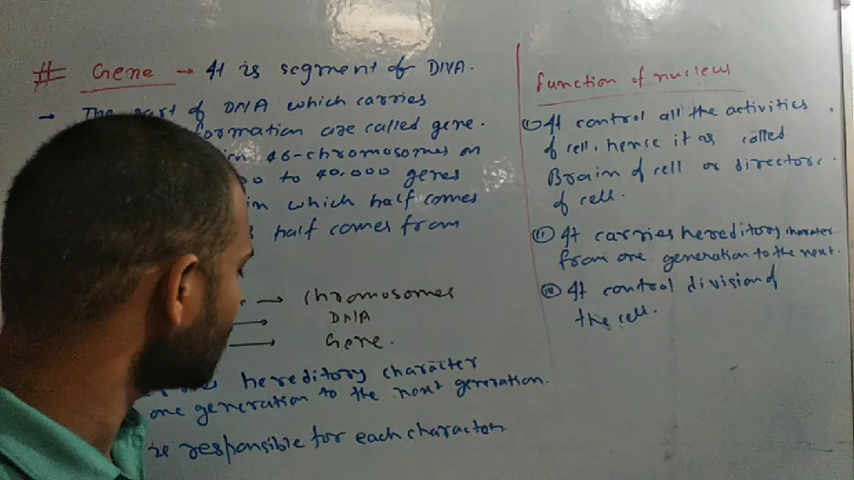 # Gene → It is segment of DNA.
→ The part of DNA which carries
formation are called gene.
in 46-chromosomes on
to 40,000 genes
in which half comes
half comes from
→ chromosomes
→ DNA
→ Gene.
hereditory character
one generation to the next generation.
is responsible for each character.
function of nucleus
(i) It control all the activities
of cell, hence it is called
Brain of cell or director
of cell.
(ii) It carries hereditory character
from one generation to the next.
(iii) It control division of
the cell.